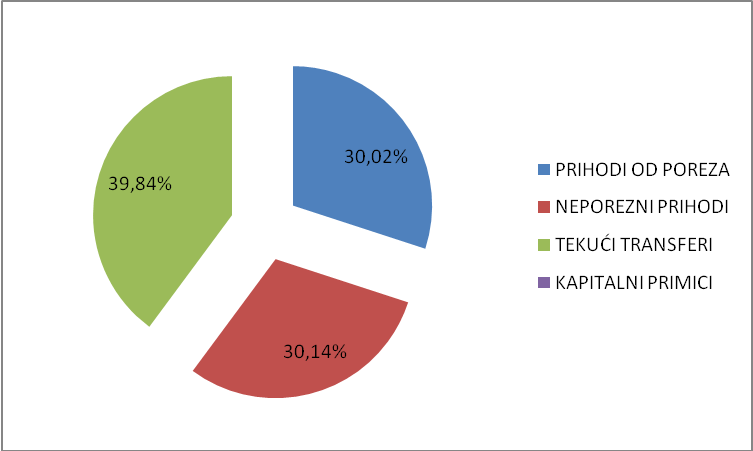 30,02%
39,84%
30,14%
PRIHODI OD POREZA
NEPOREZNI PRIHODI
TEKUĆI TRANSFERI
KAPITALNI PRIMICI